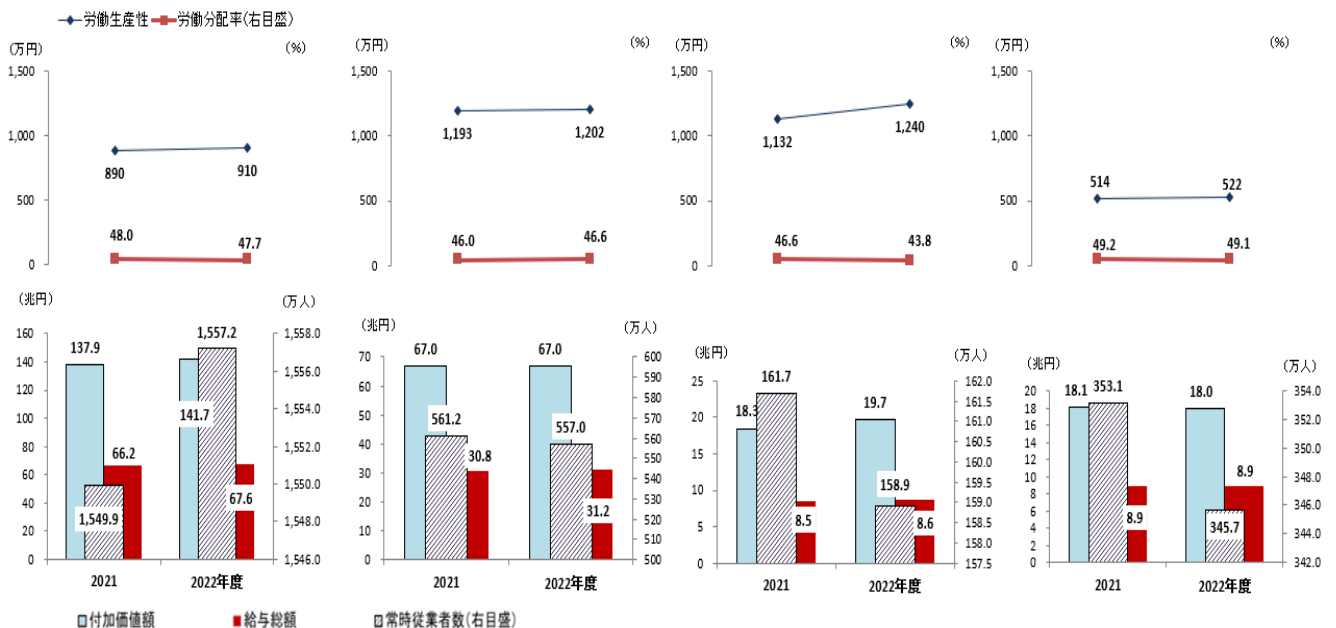 労働生産性 労働分配率(右目盛)
(万円) (%) (万円) (%) (万円) (%) (万円) (%)
1,500 1,500 1,500 1,500
1,193 1,202 1,132 1,240
1,000 1,000 1,000 1,000
890 910
514 522
500 500 500 500
48.0 47.7 46.0 46.6 46.6 43.8 49.2 49.1
0 0 0 0
(兆円) (万人)
160 1,558.0
140 1,556.0
120 1,554.0
100 1,552.0
80 1,550.0
60 1,548.0
40 1,546.0
20
0
137.9 1,557.2
141.7
66.2
1,549.9 67.6
2021 2022年度
(兆円) (万人)
70 600
60 590
50 580
40 570
30 560
20 550
10 540
0 530
520
510
500
67.0 67.0
561.2 557.0
30.8 31.2
2021 2022年度
(兆円) (万人)
25 162.0
20 161.5
15 161.0
10 160.5
5 160.0
0 159.5
159.0
158.5
158.0
157.5
18.3 161.7 19.7
158.9
8.5 8.6
2021 2022年度
(兆円) (万人)
20 354.0
18 352.0
16 350.0
14 348.0
12 346.0
10 344.0
8 342.0
6
4
2
0
18.1 353.1 18.0
8.9 345.7 8.9
2021 2022年度
付加価値額 給与総額 常時従業者数(右目盛)